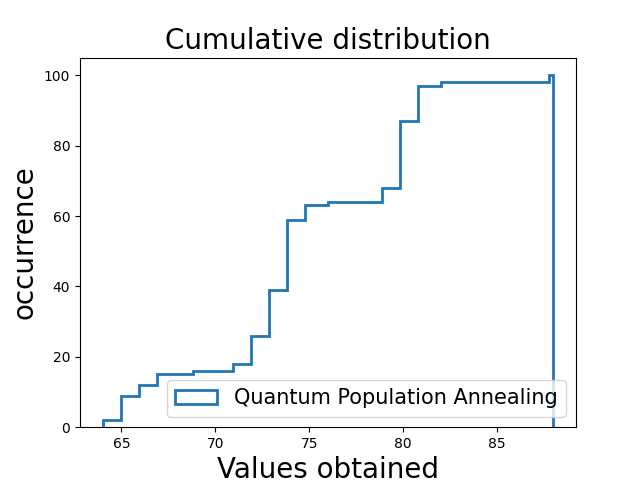 Cumulative distribution
100
80
60
40
20
0
occurrence
Quantum Population Annealing
65 70 75 80 85
Values obtained